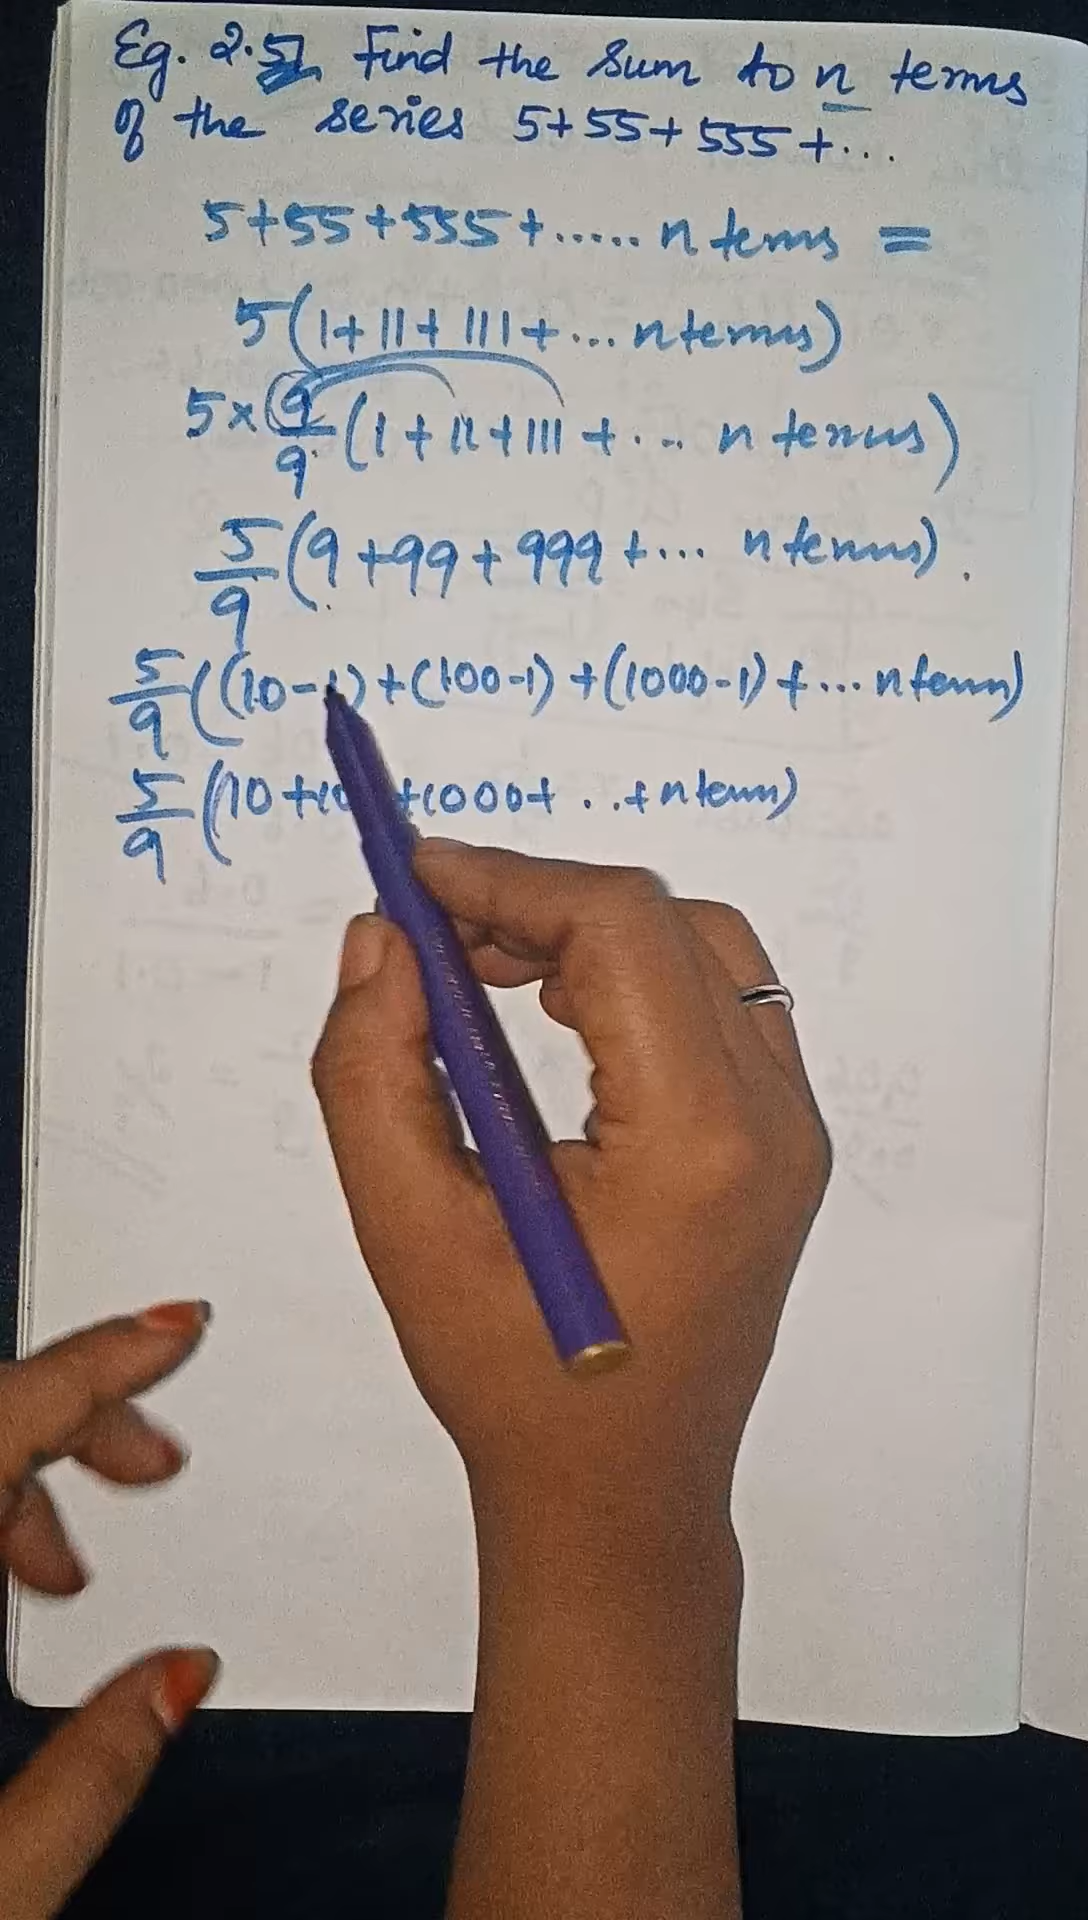 Eg. 2.51 Find the Sum to n terms
of the series 5+55+555+...
5+55+555+..... n terms =
5(1+11+111+...n terms)
5×9/9 (1+11+111+... n terms)
5/9 (9+99+999+... n terms).
5/9 ((10-1)+(100-1)+(1000-1)+...n terms)
5/9 (10+10 +1000+ ..+n terms)